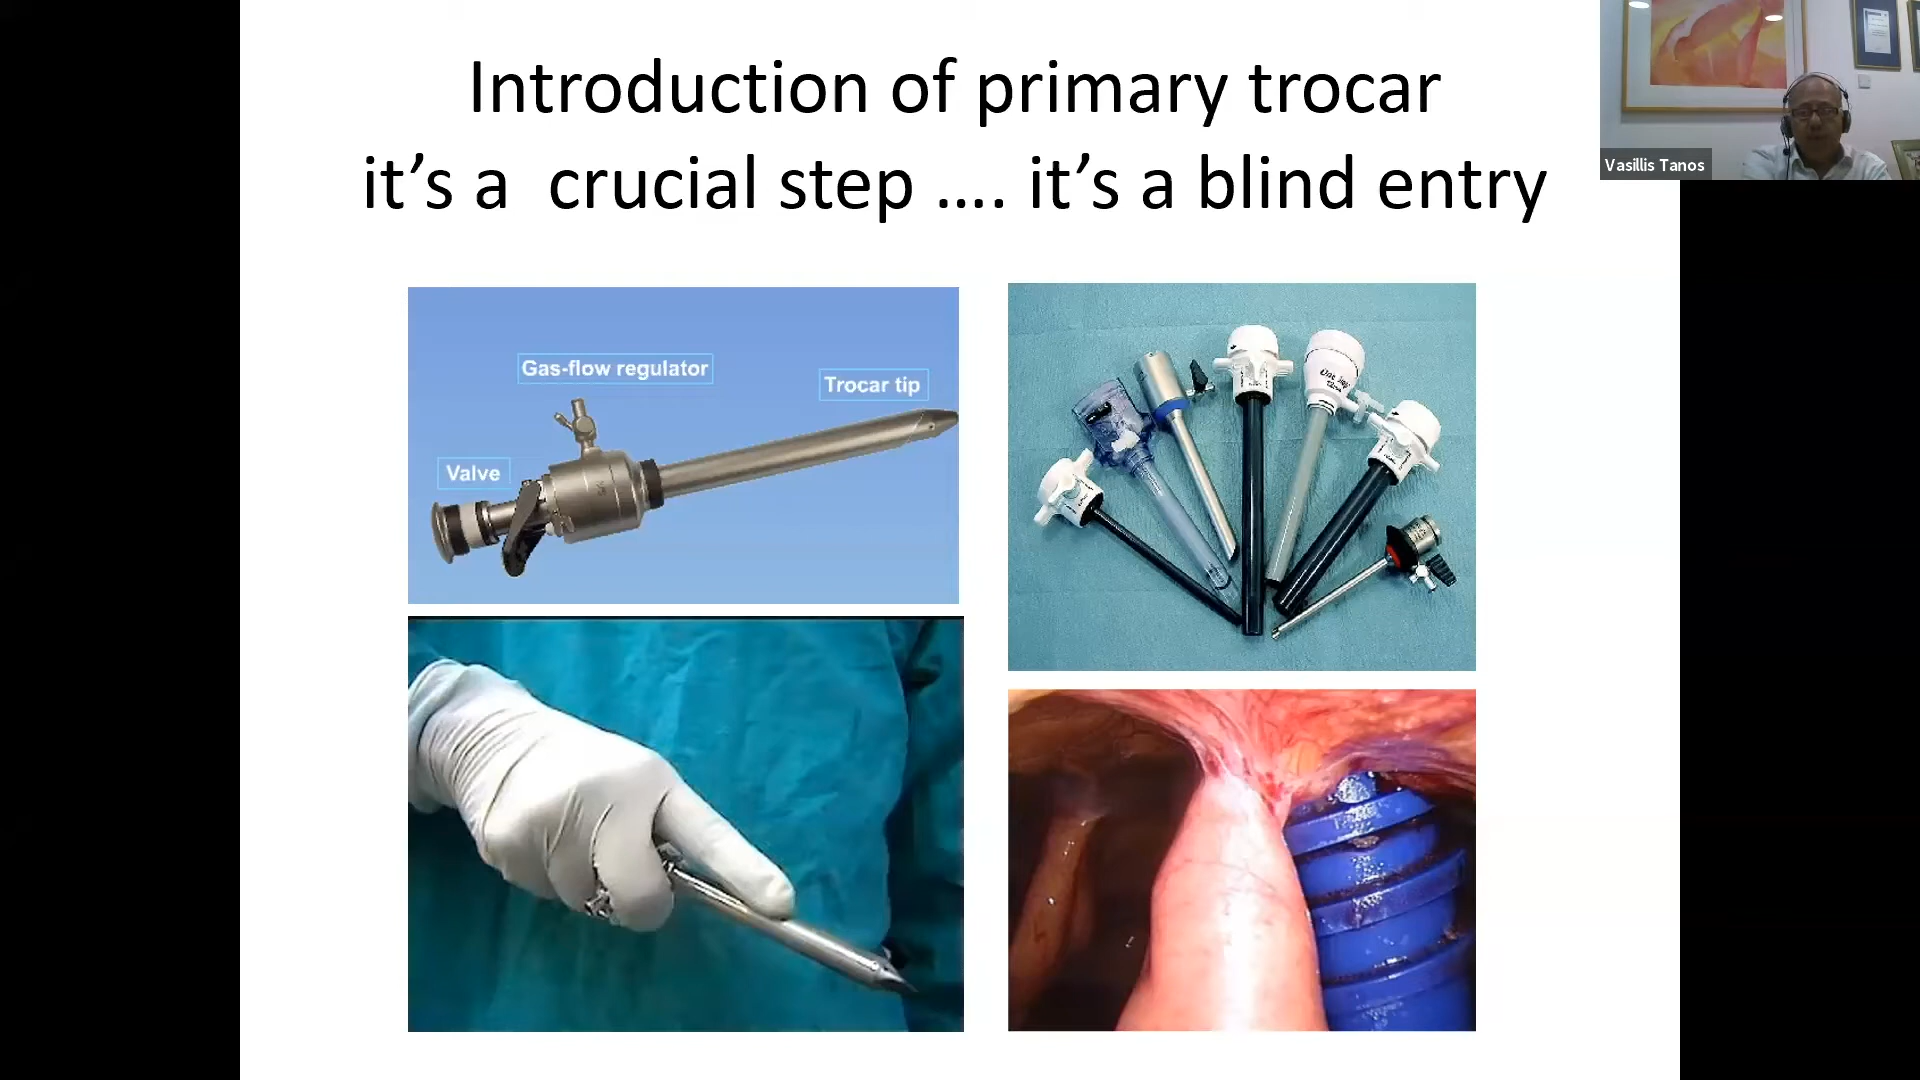 Introduction of primary trocar
it’s a  crucial step .... it’s a blind entry
Vasillis Tanos
Gas-flow regulator
Trocar tip
Valve